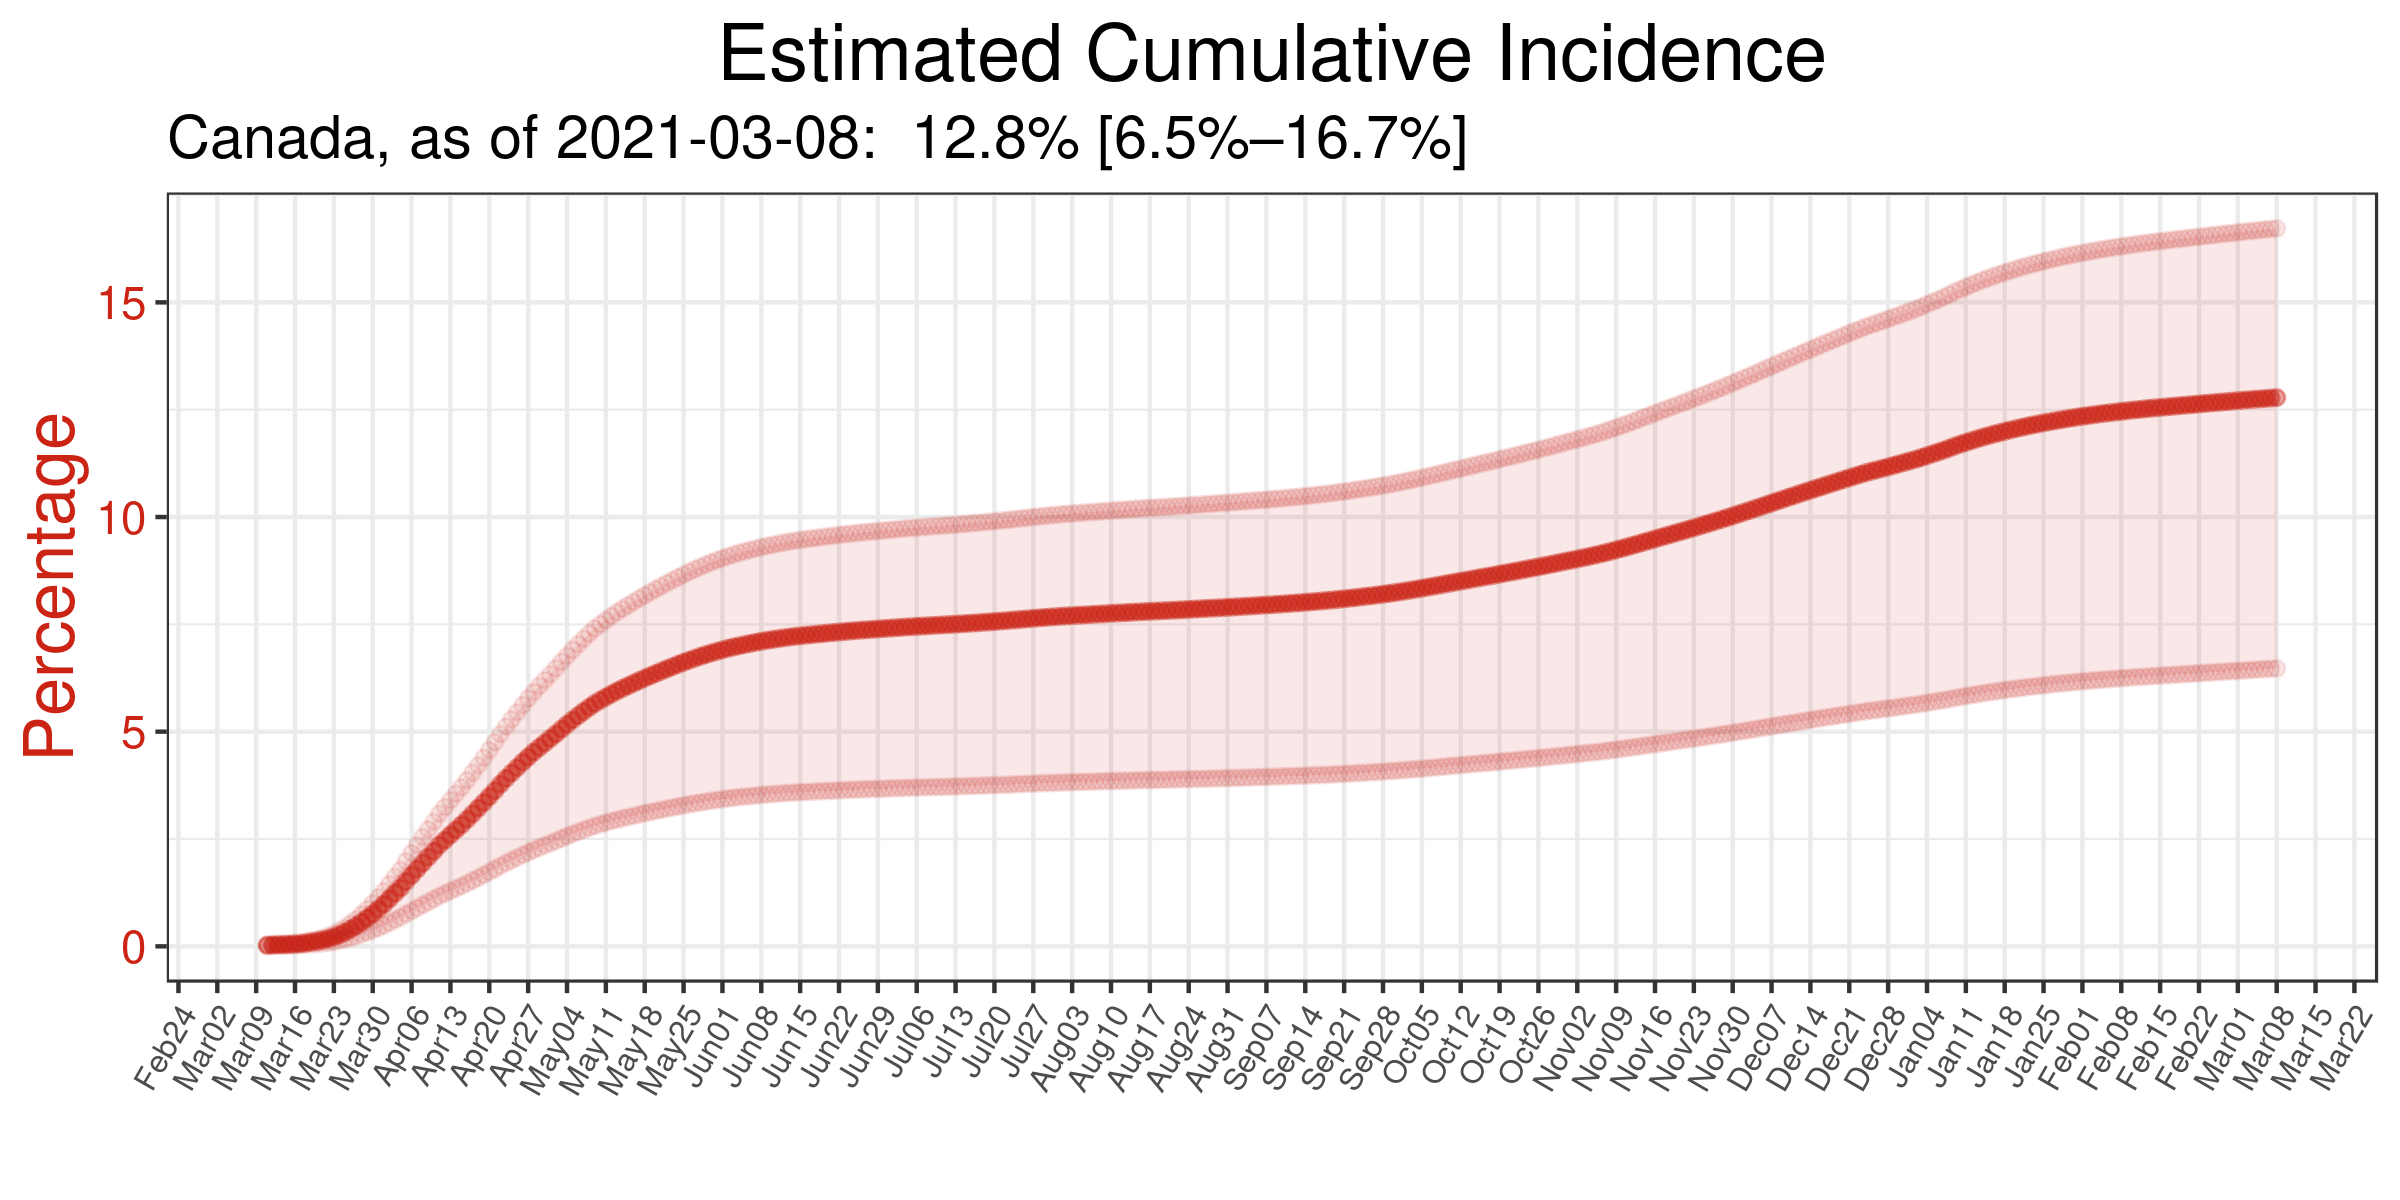 Estimated Cumulative Incidence
Canada, as of 2021-03-08:  12.8% [6.5%–16.7%]
Percentage
15
10
5
0
Feb24
Mar02
Mar09
Mar16
Mar23
Mar30
Apr06
Apr13
Apr20
Apr27
May04
May11
May18
May25
Jun01
Jun08
Jun15
Jun22
Jun29
Jul06
Jul13
Jul20
Jul27
Aug03
Aug10
Aug17
Aug24
Aug31
Sep07
Sep14
Sep21
Sep28
Oct05
Oct12
Oct19
Oct26
Nov02
Nov09
Nov16
Nov23
Nov30
Dec07
Dec14
Dec21
Dec28
Jan04
Jan11
Jan18
Jan25
Feb01
Feb08
Feb15
Feb22
Mar01
Mar08
Mar15
Mar22